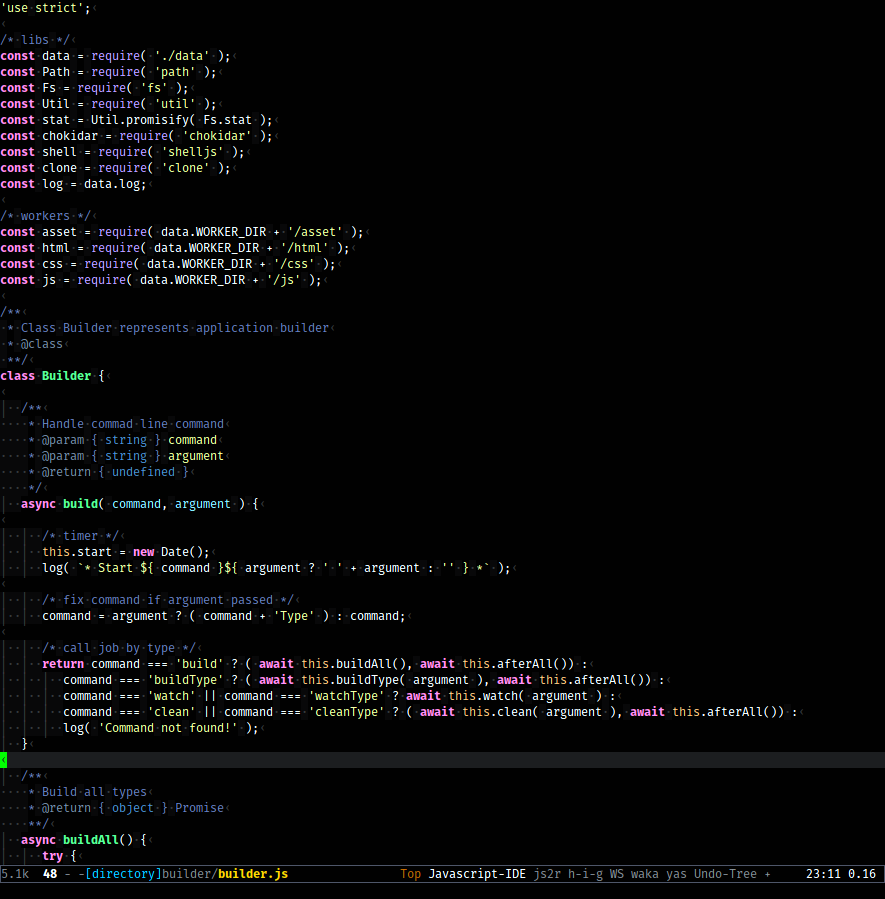 'use strict';
/* libs */
const data = require( './data' );
const Path = require( 'path' );
const Fs = require( 'fs' );
const Util = require( 'util' );
const stat = Util.promisify( Fs.stat );
const chokidar = require( 'chokidar' );
const shell = require( 'shelljs' );
const clone = require( 'clone' );
const log = data.log;
/* workers */
const asset = require( data.WORKER_DIR + '/asset' );
const html = require( data.WORKER_DIR + '/html' );
const css = require( data.WORKER_DIR + '/css' );
const js = require( data.WORKER_DIR + '/js' );
/**
 * Class Builder represents application builder
 * @class
 **/
class Builder {
  /**
    * Handle commad line command
    * @param { string } command
    * @param { string } argument
    * @return { undefined }
    */
  async build( command, argument ) {
    /* timer */
    this.start = new Date();
    log( `* Start ${ command }${ argument ? ' ' + argument : '' } *` );
    /* fix command if argument passed */
    command = argument ? ( command + 'Type' ) : command;
    /* call job by type */
    return command === 'build' ? ( await this.buildAll(), await this.afterAll()) :
      command === 'buildType' ? ( await this.buildType( argument ), await this.afterAll()) :
      command === 'watch' || command === 'watchType' ? await this.watch( argument ) :
      command === 'clean' || command === 'cleanType' ? ( await this.clean( argument ), await this.afterAll()) :
      log( 'Command not found!' );
  }
  /**
    * Build all types
    * @return { object } Promise
    **/
  async buildAll() {
    try {
5.1k 48 - -[directory]builder/builder.js Top Javascript-IDE js2r h-i-g WS waka yas Undo-Tree + 23:11 0.16